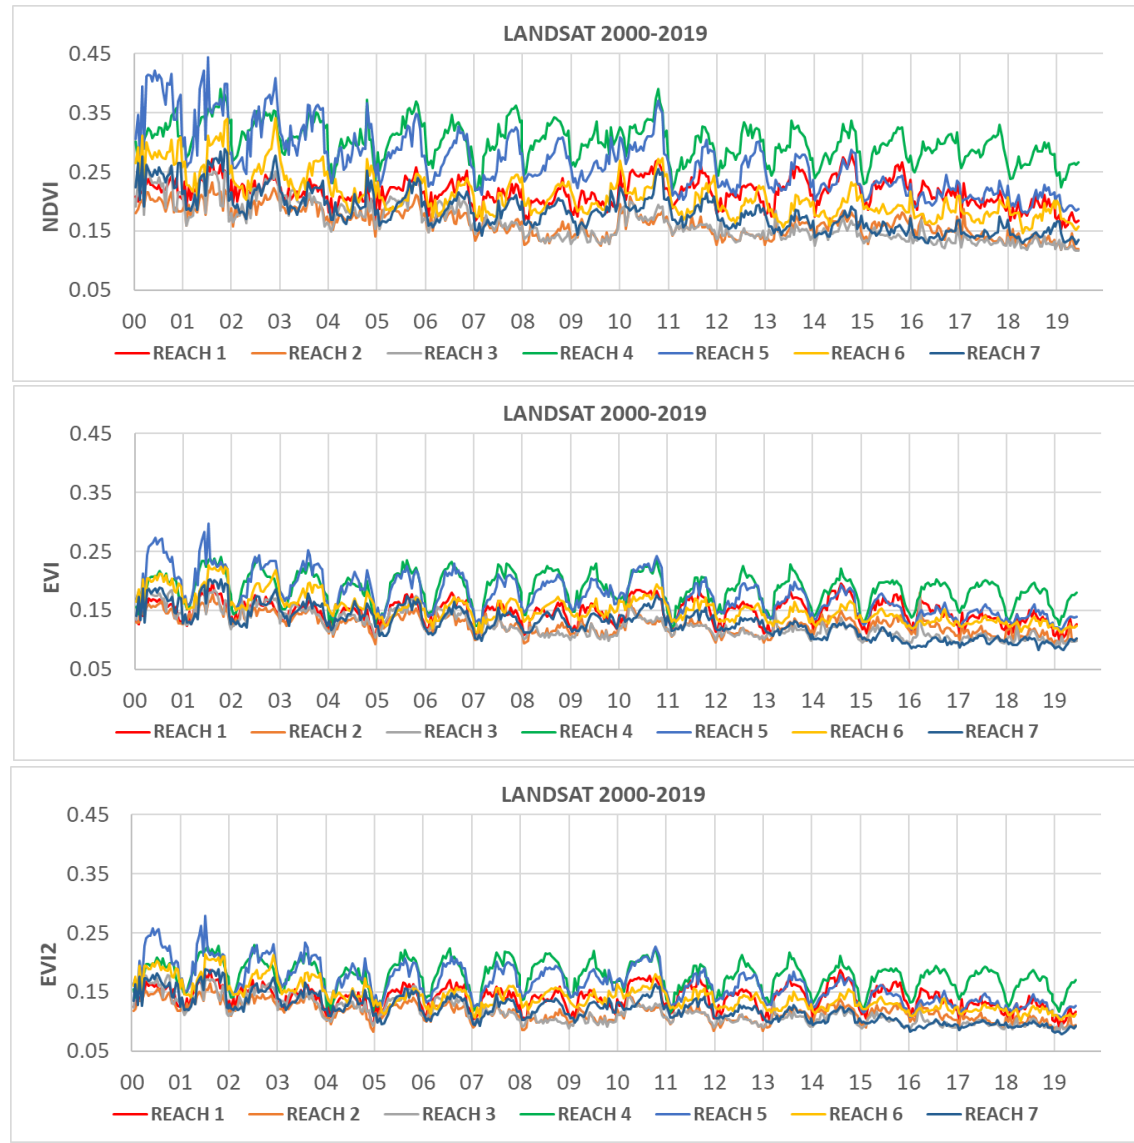 LANDSAT 2000-2019
0.45
0.35
0.25
0.15
0.05
NDVI
00 01 02 03 04 05 06 07 08 09 10 11 12 13 14 15 16 17 18 19
REACH 1 REACH 2 REACH 3 REACH 4 REACH 5 REACH 6 REACH 7
LANDSAT 2000-2019
0.45
0.35
0.25
0.15
0.05
EVI
00 01 02 03 04 05 06 07 08 09 10 11 12 13 14 15 16 17 18 19
REACH 1 REACH 2 REACH 3 REACH 4 REACH 5 REACH 6 REACH 7
LANDSAT 2000-2019
0.45
0.35
0.25
0.15
0.05
EVI2
00 01 02 03 04 05 06 07 08 09 10 11 12 13 14 15 16 17 18 19
REACH 1 REACH 2 REACH 3 REACH 4 REACH 5 REACH 6 REACH 7